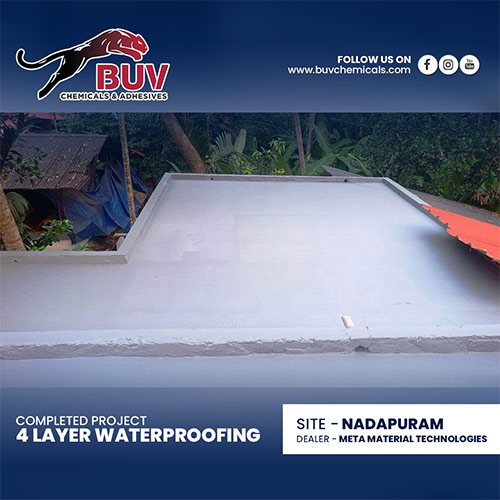 BUV
CHEMICALS & ADHESIVES
FOLLOW US ON
www.buvchemicals.com
COMPLETED PROJECT
4 LAYER WATERPROOFING
SITE - NADAPURAM
DEALER - META MATERIAL TECHNOLOGIES